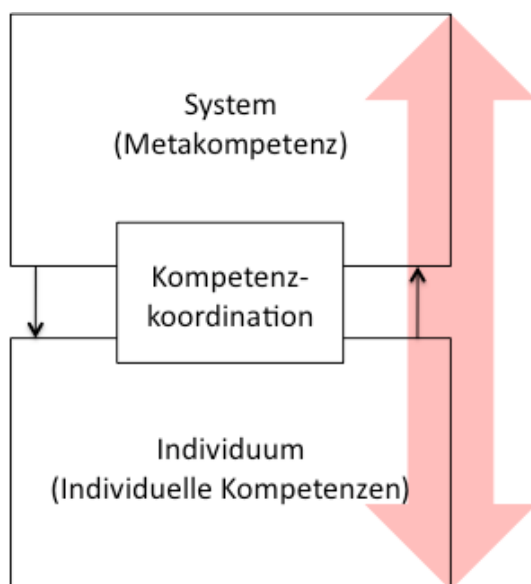 System
(Metakompetenz)
Kompetenz-
koordination
Individuum
(Individuelle Kompetenzen)